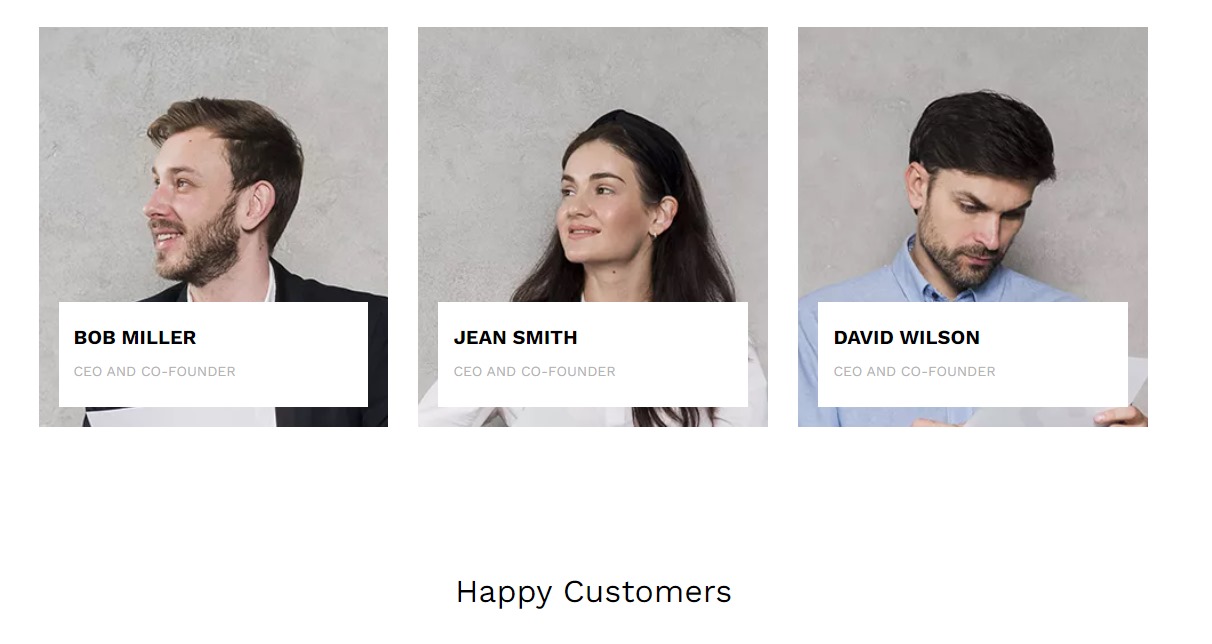 BOB MILLER
CEO AND CO-FOUNDER
JEAN SMITH
CEO AND CO-FOUNDER
DAVID WILSON
CEO AND CO-FOUNDER
Happy Customers